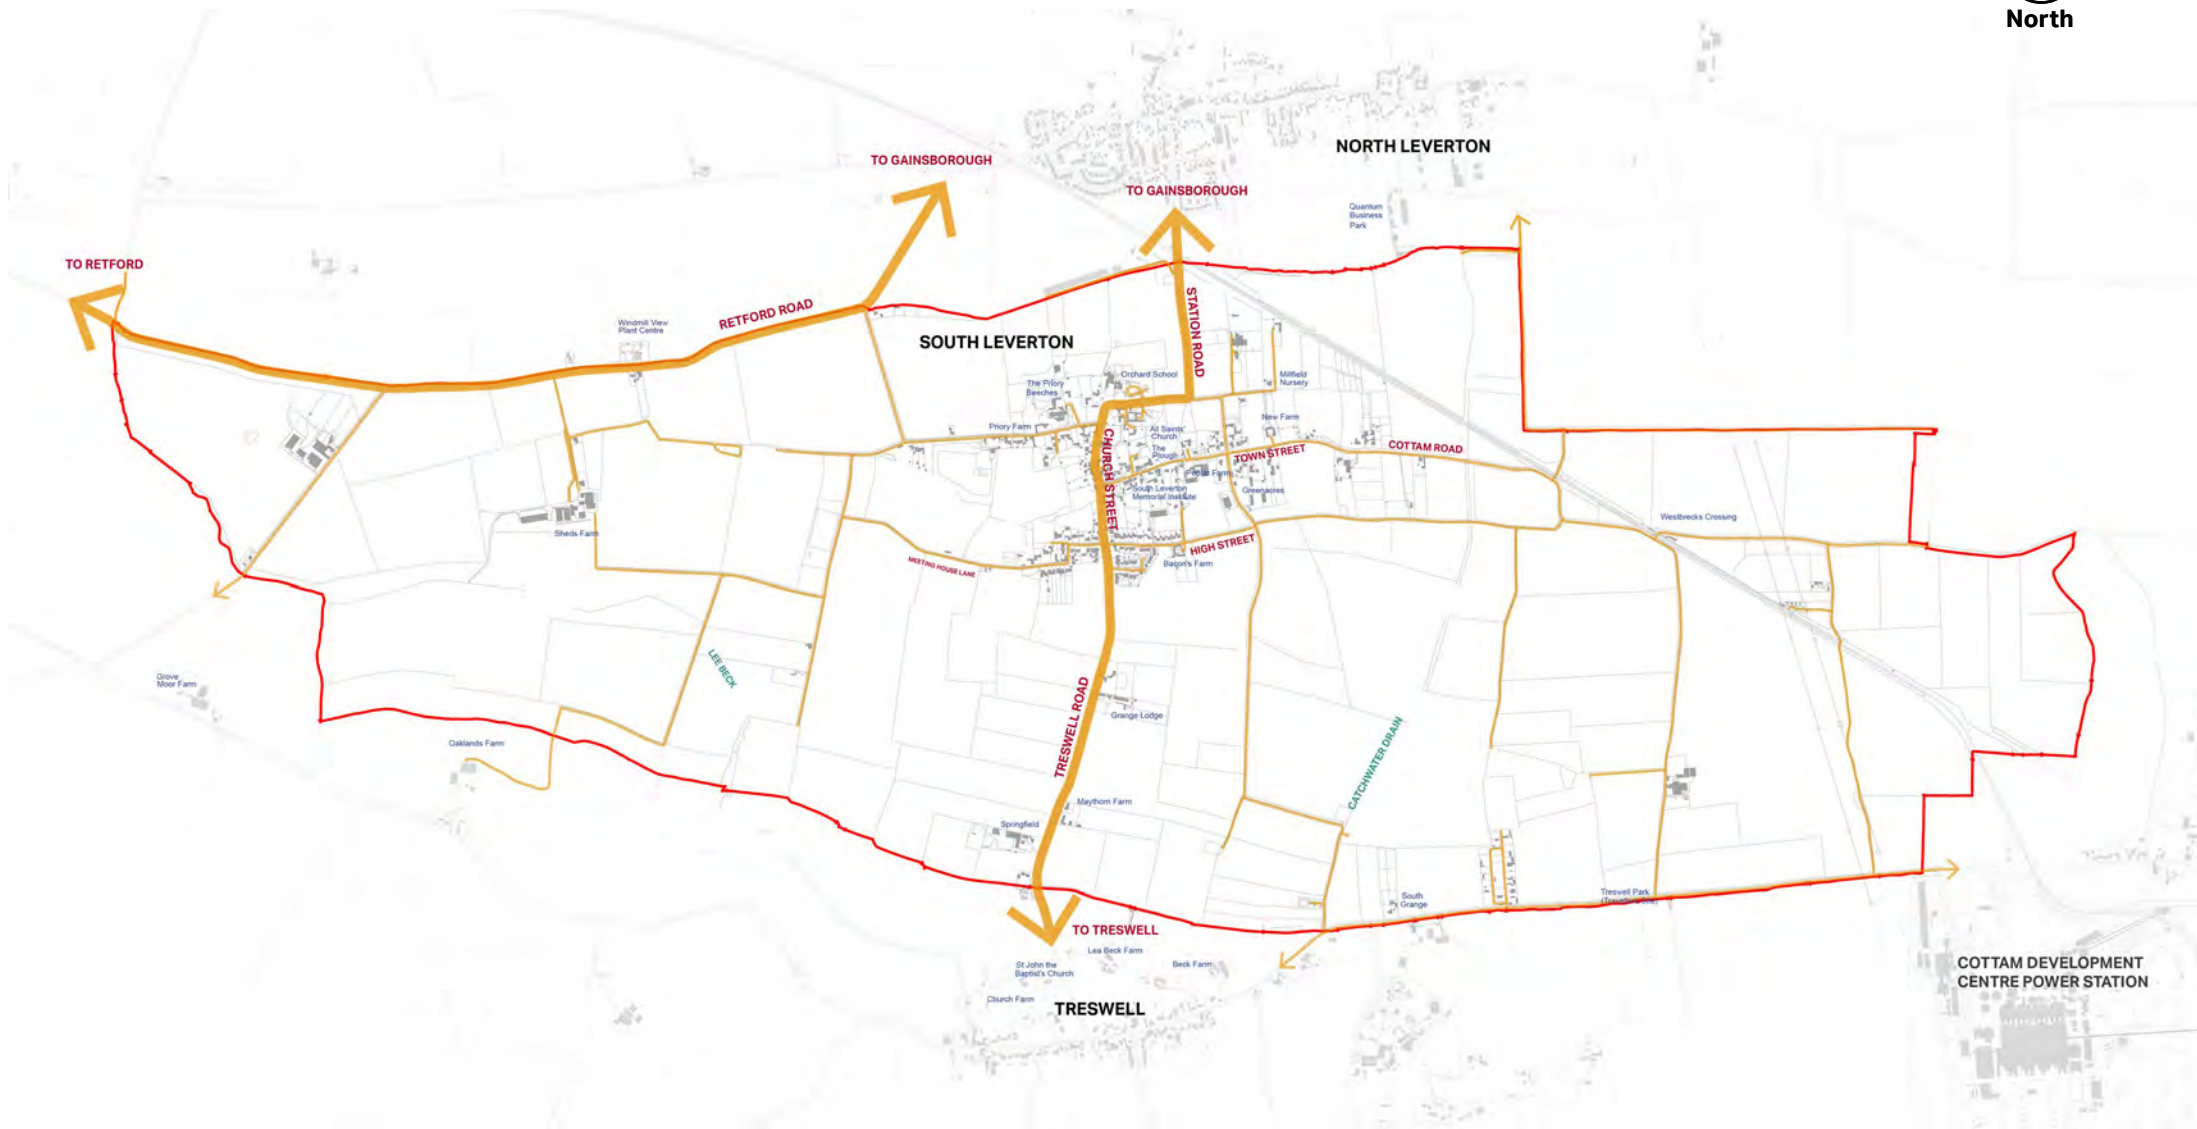 North
NORTH LEVERTON
TO GAINSBOROUGH
TO GAINSBOROUGH
Quantum
Business
Park
TO RETFORD
RETFORD ROAD
STATION ROAD
Windmill View
Plant Centre
SOUTH LEVERTON
Orchard School
Millfield
Nursery
The Priory
Beeches
New Farm
Priory Farm
All Saints'
Church
The
Plough
CHURCH STREET
TOWN STREET
COTTAM ROAD
Poplar Farm
South Leverton
Memorial Institute
Greenacres
Westbrecks Crossing
Sheds Farm
HIGH STREET
MEETING HOUSE LANE
Bacon's Farm
LEE BECK
Grove
Moor Farm
TRESWELL ROAD
Grange Lodge
CATCHWATER DRAIN
Oaklands Farm
Maythorn Farm
Springfield
South
Grange
Treswell Park
TO TRESWELL
Lea Beck Farm
St John the
Baptist's Church
Beck Farm
Church Farm
TRESWELL
COTTAM DEVELOPMENT
CENTRE POWER STATION